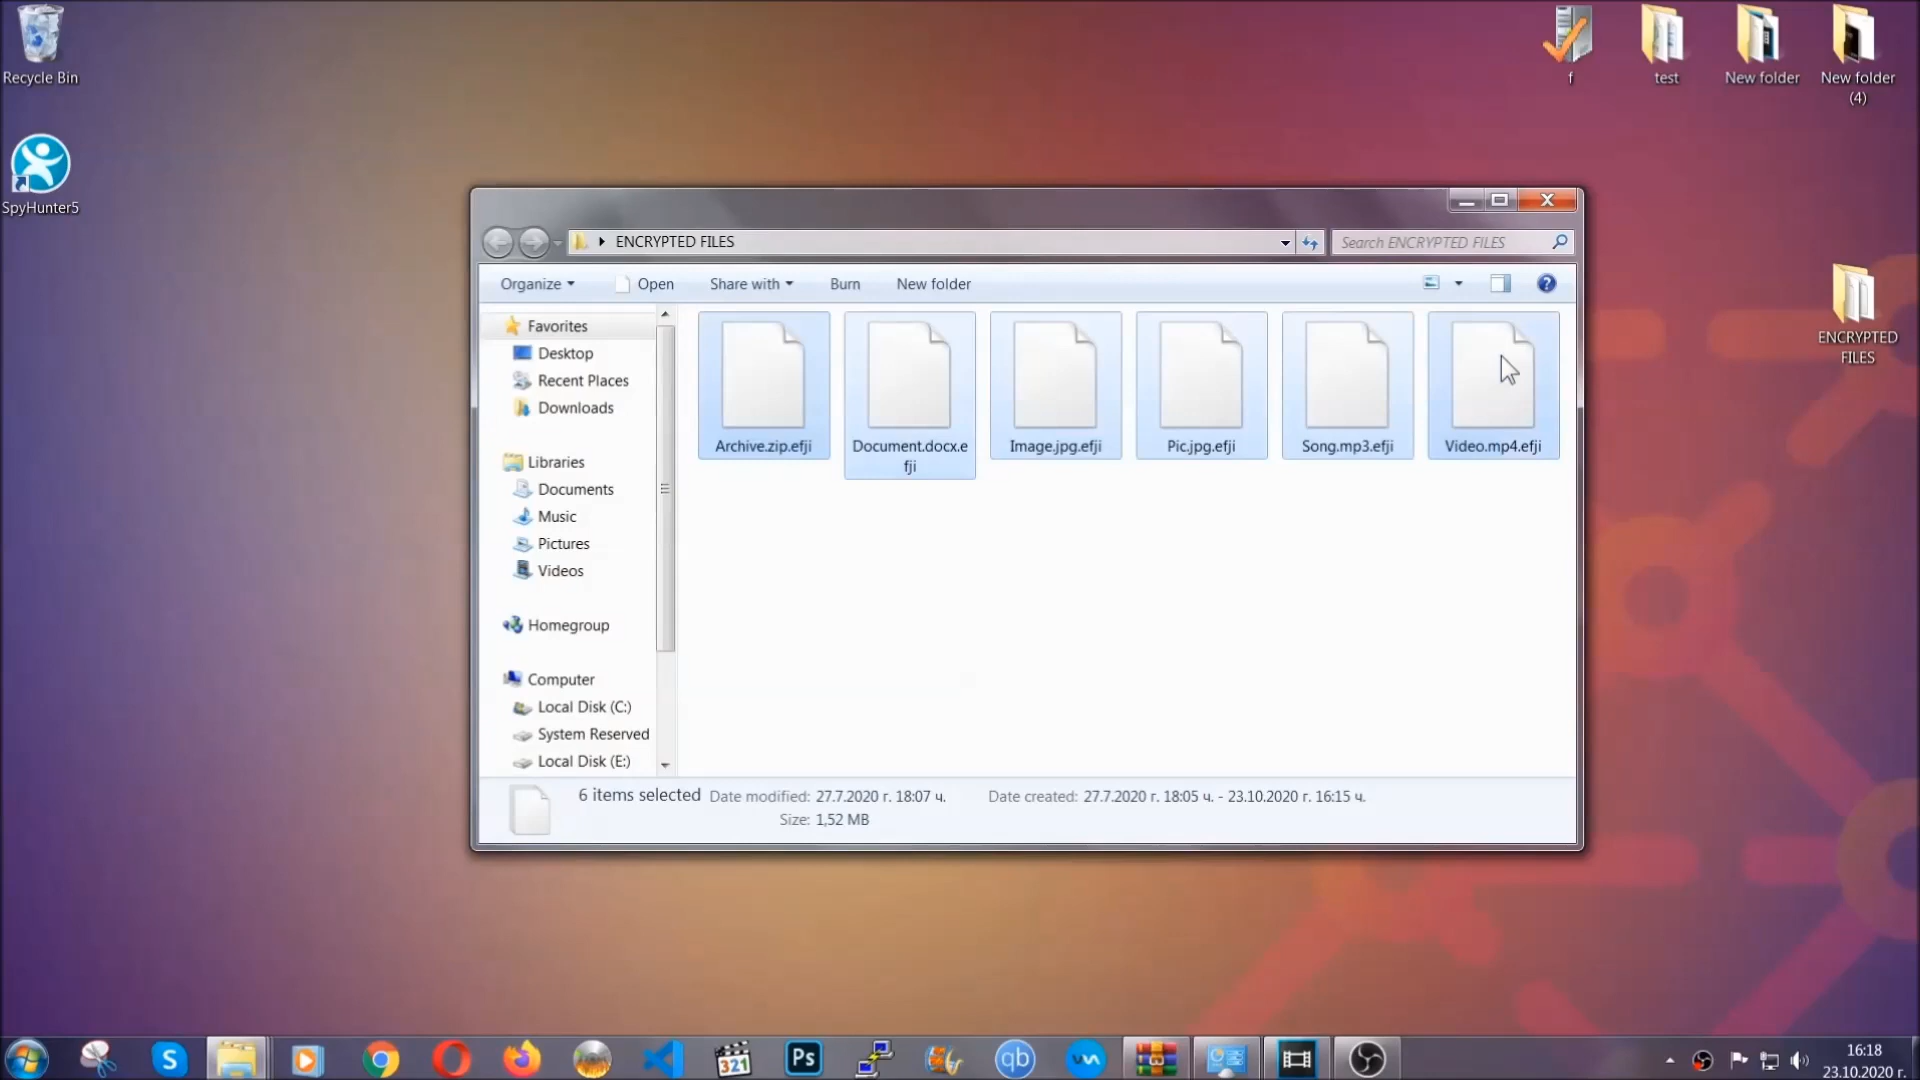 Recycle Bin
SpyHunter5
f
test
New folder
New folder
(4)
ENCRYPTED
FILES
ENCRYPTED FILES
Search ENCRYPTED FILES
Organize
Open
Share with
Burn
New folder
Favorites
Desktop
Recent Places
Downloads
Libraries
Documents
Music
Pictures
Videos
Homegroup
Computer
Local Disk (C:)
System Reserved
Local Disk (E:)
Archive.zip.efji
Document.docx.e
fji
Image.jpg.efji
Pic.jpg.efji
Song.mp3.efji
Video.mp4.efji
6 items selected Date modified: 27.7.2020 г. 18:07 ч. Date created: 27.7.2020 г. 18:05 ч. - 23.10.2020 г. 16:15 ч.
Size: 1,52 MB
S
321
Ps
qb
16:18
23.10.2020 г.